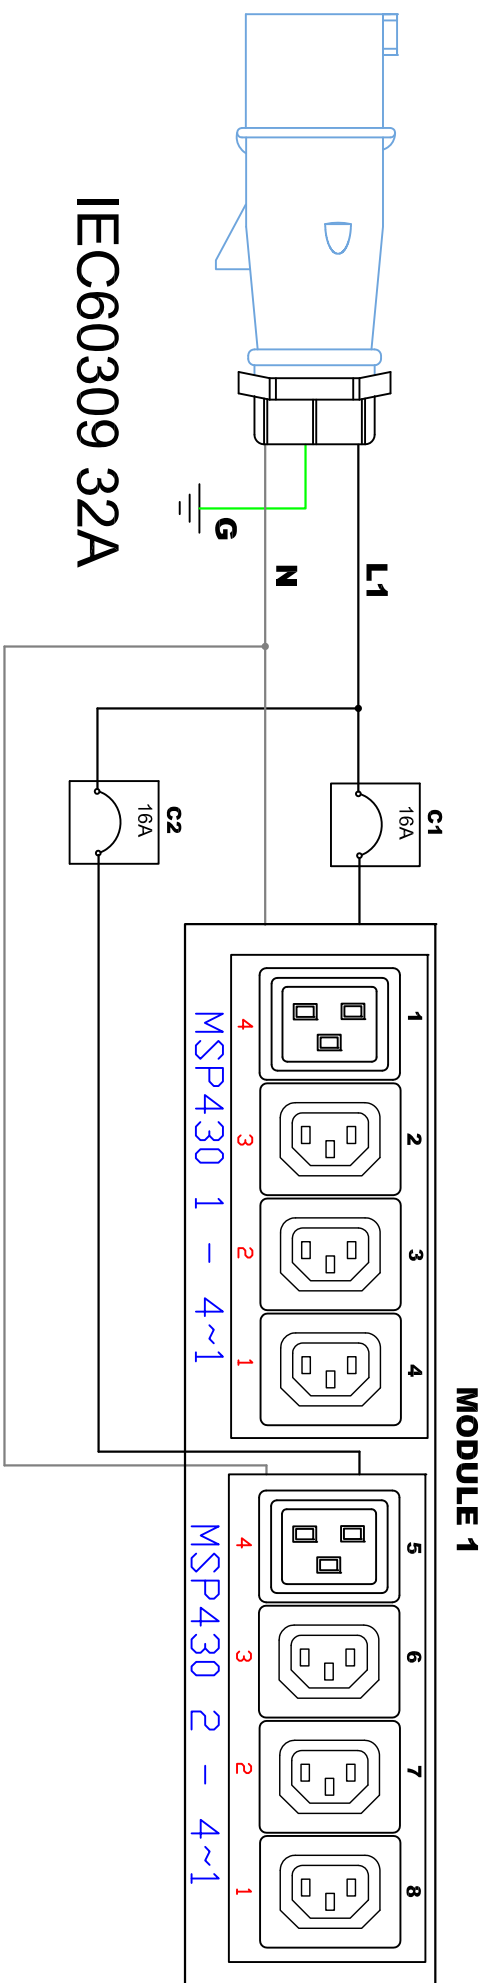 IEC60309 32A
G
N
L1
C1
16A
C2
16A
MODULE 1
1 2 3 4
4 3 2 1
MSP430 1 - 4~1
5 6 7 8
4 3 2 1
MSP430 2 - 4~1